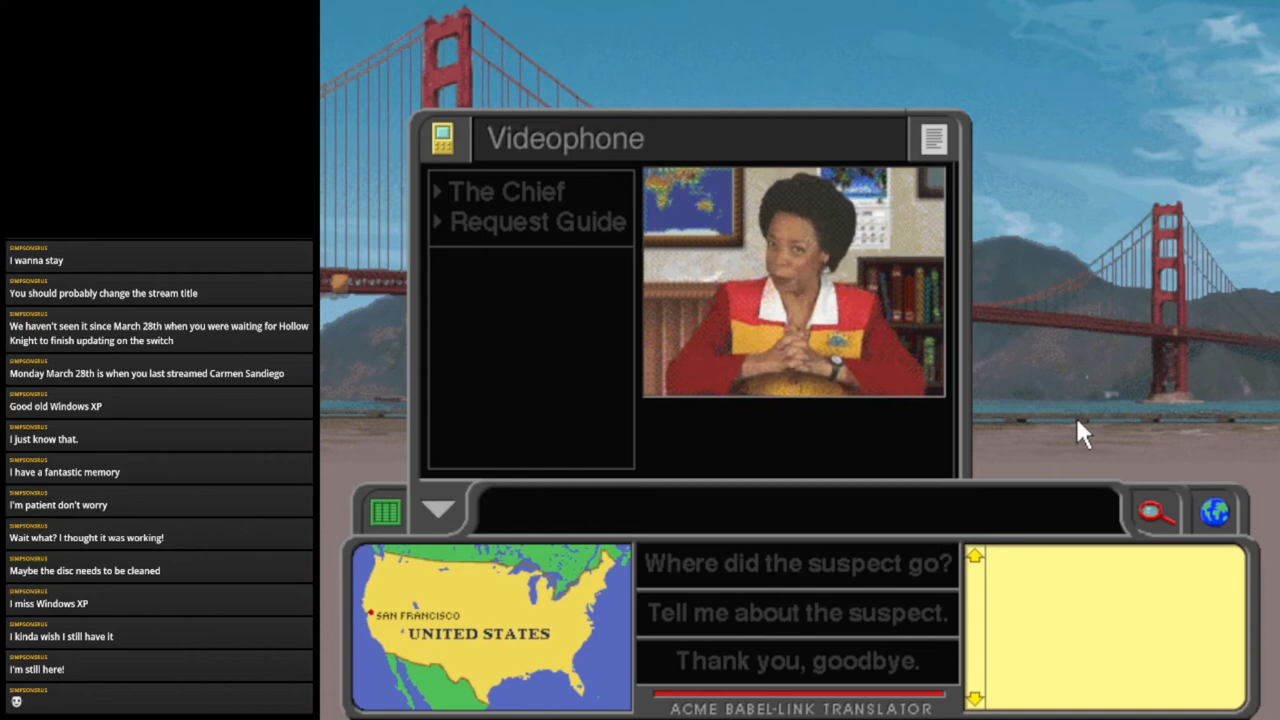 SIMPSONSRUS
I wanna stay
SIMPSONSRUS
You should probably change the stream title
SIMPSONSRUS
We haven't seen it since March 28th when you were waiting for Hollow
Knight to finish updating on the switch
SIMPSONSRUS
Monday March 28th is when you last streamed Carmen Sandiego
SIMPSONSRUS
Good old Windows XP
SIMPSONSRUS
I just know that.
SIMPSONSRUS
I have a fantastic memory
SIMPSONSRUS
I'm patient don't worry
SIMPSONSRUS
Wait what? I thought it was working!
SIMPSONSRUS
Maybe the disc needs to be cleaned
SIMPSONSRUS
I miss Windows XP
SIMPSONSRUS
I kinda wish I still have it
SIMPSONSRUS
I'm still here!
SIMPSONSRUS
Videophone
The Chief
Request Guide
SAN FRANCISCO
UNITED STATES
Where did the suspect go?
Tell me about the suspect.
Thank you, goodbye.
ACME BABEL-LINK TRANSLATOR